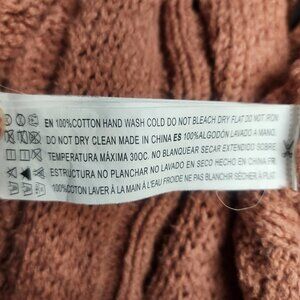 EN 100%COTTON HAND WASH COLD DO NOT BLEACH DRY FLAT DO NOT IRON
DO NOT DRY CLEAN MADE IN CHINA ES 100%ALGODÓN LAVADO A MANO.
TEMPERATURA MÁXIMA 30OC. NO BLANQUEAR SECAR EXTENDIDO SOBRE
ESTRUCTURA NO PLANCHAR NO LAVADO EN SECO HECHO EN CHINA FR
100%COTON LAVER À LA MAIN À L'EAU FROIDE NE PAS BLANCHIR SÉCHER À PLAT